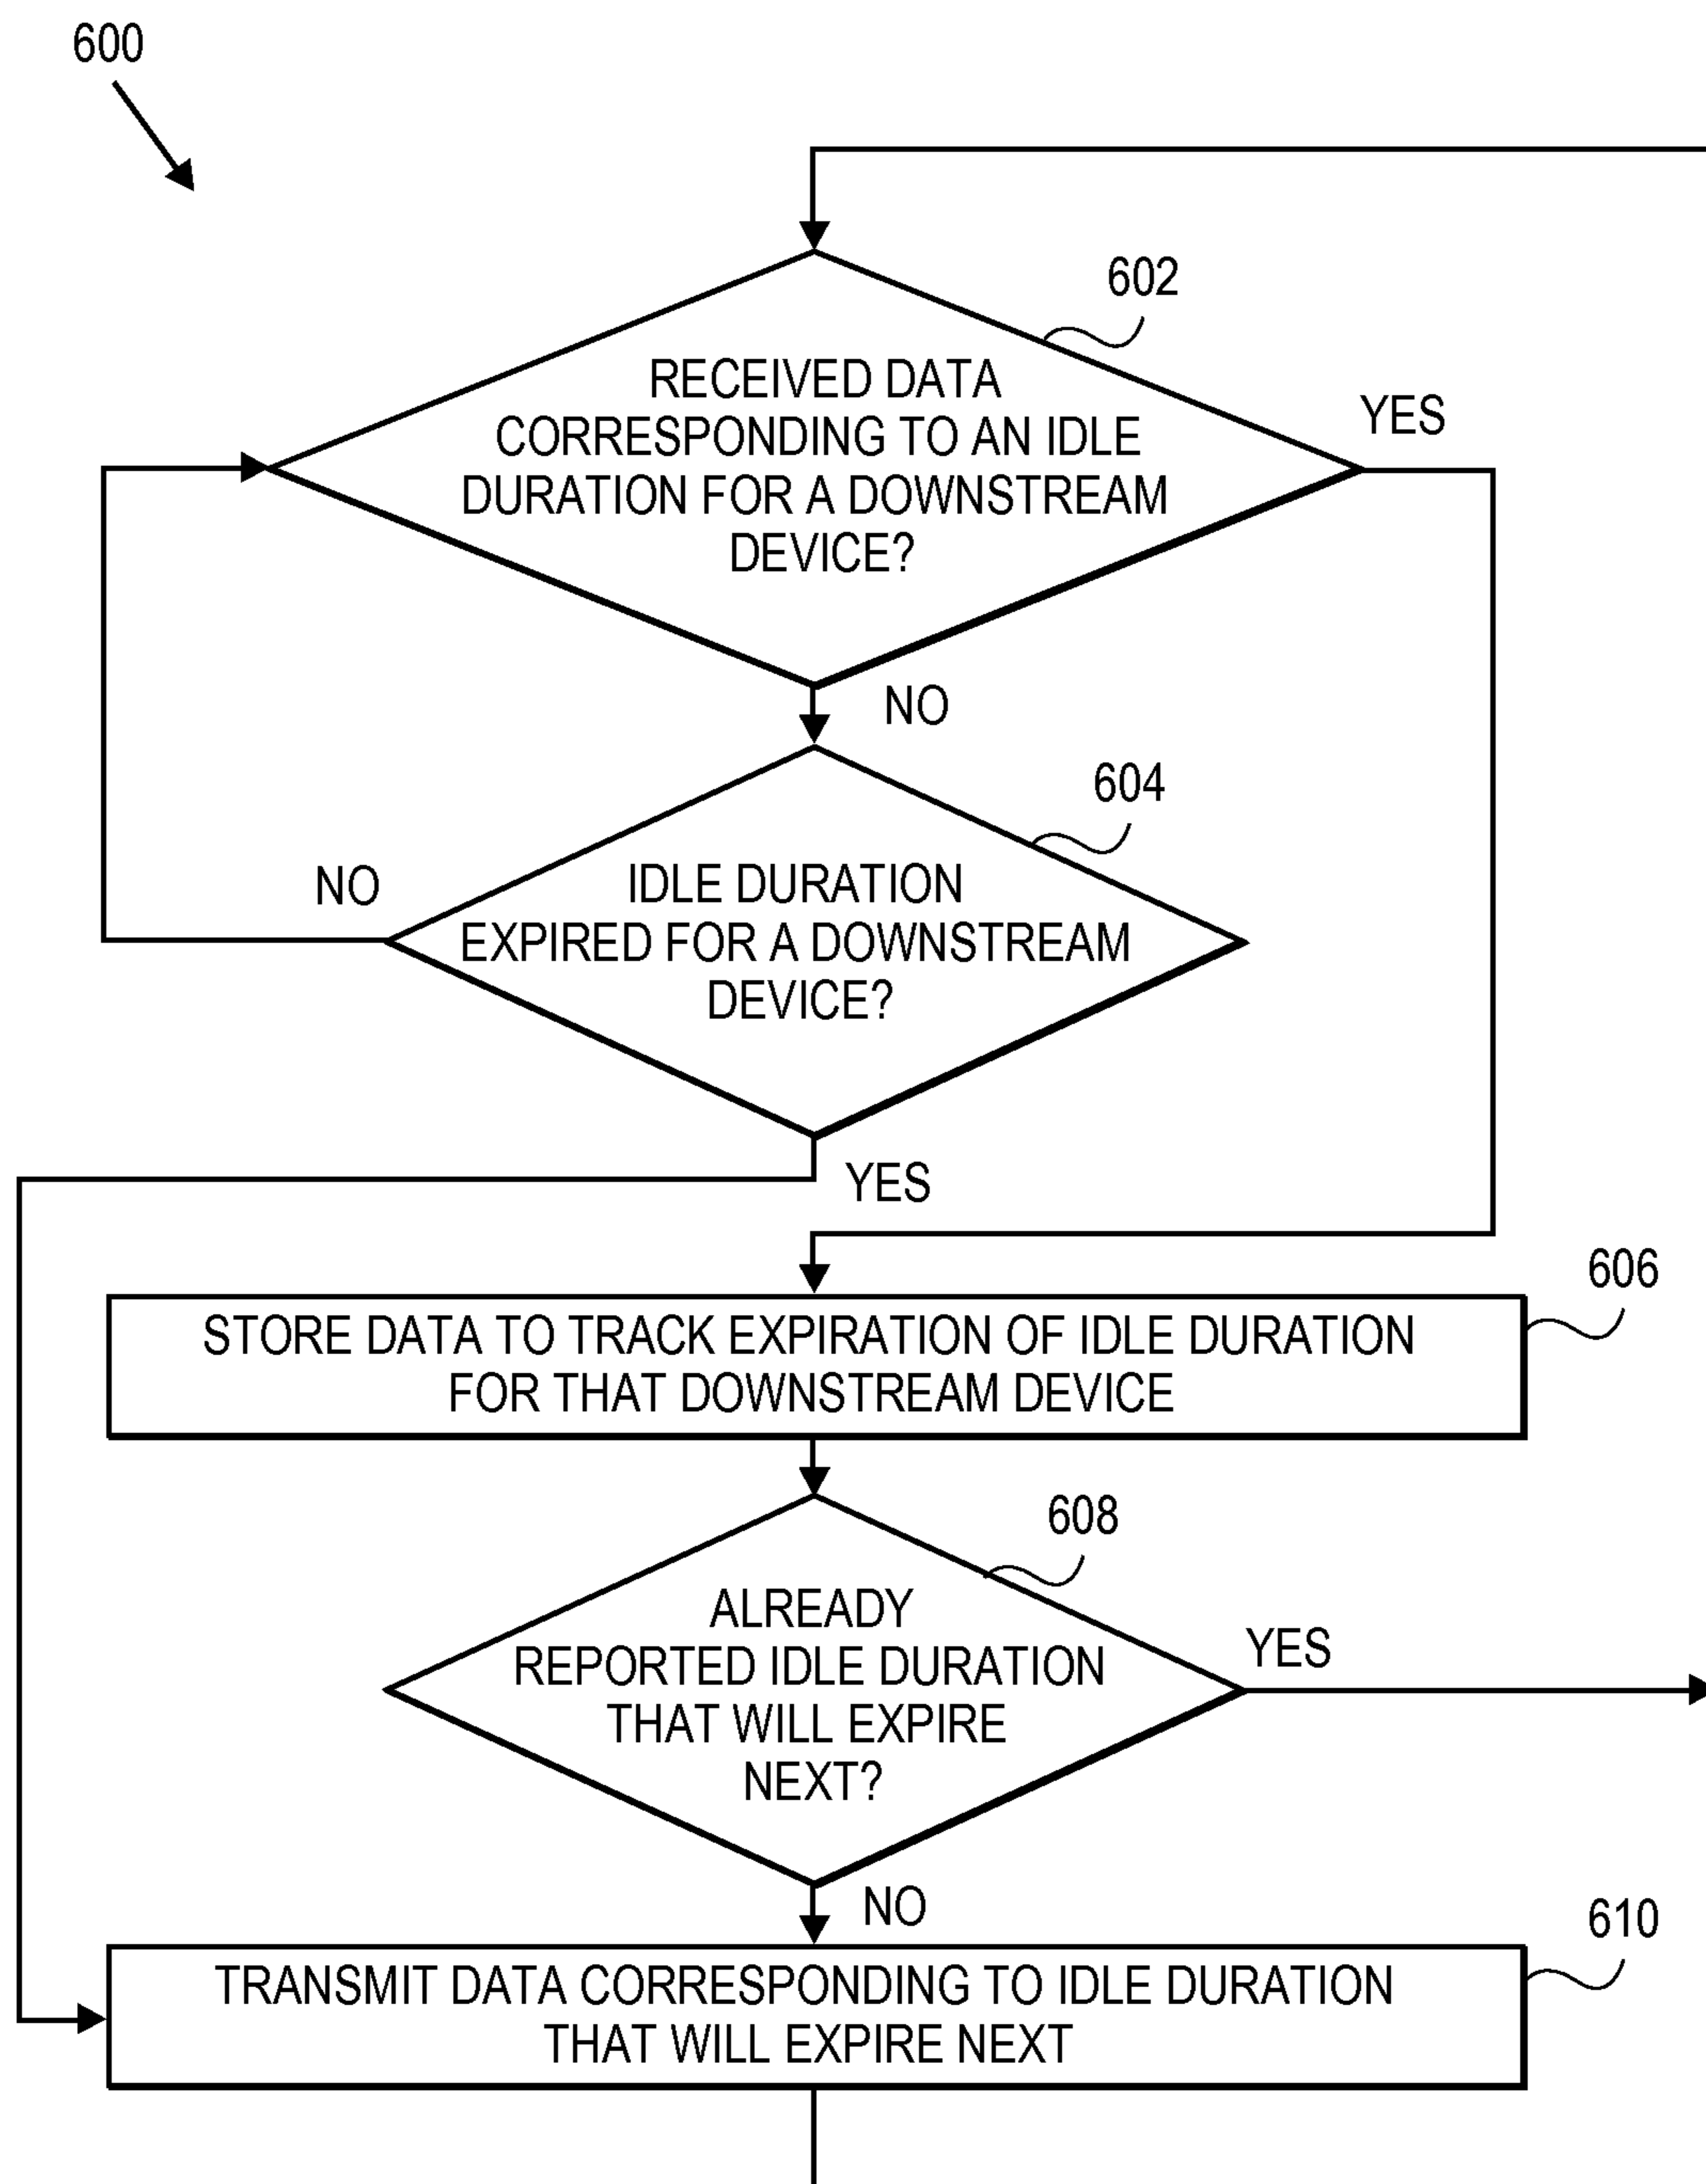 600
602
RECEIVED DATA
CORRESPONDING TO AN IDLE
DURATION FOR A DOWNSTREAM
DEVICE?
YES
NO
604
IDLE DURATION
EXPIRED FOR A DOWNSTREAM
DEVICE?
NO
YES
606
STORE DATA TO TRACK EXPIRATION OF IDLE DURATION
FOR THAT DOWNSTREAM DEVICE
608
ALREADY
REPORTED IDLE DURATION
THAT WILL EXPIRE
NEXT?
YES
NO
610
TRANSMIT DATA CORRESPONDING TO IDLE DURATION
THAT WILL EXPIRE NEXT